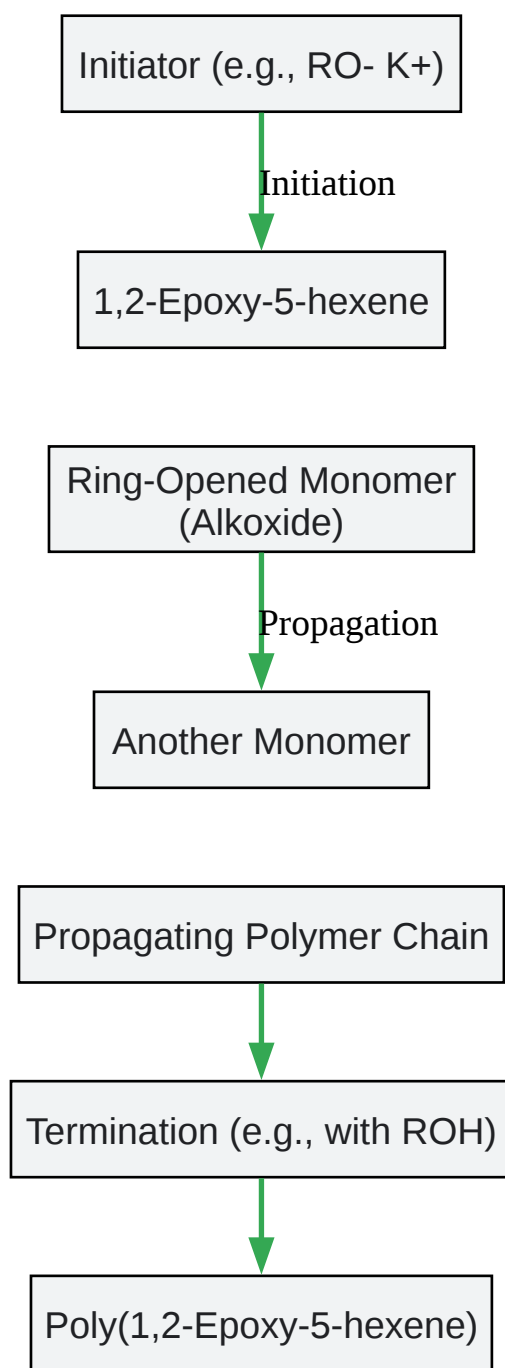 Initiator (e.g., RO- K+)
Initiation
1,2-Epoxy-5-hexene
Ring-Opened Monomer
(Alkoxide)
Propagation
Another Monomer
Propagating Polymer Chain
Termination (e.g., with ROH)
Poly(1,2-Epoxy-5-hexene)